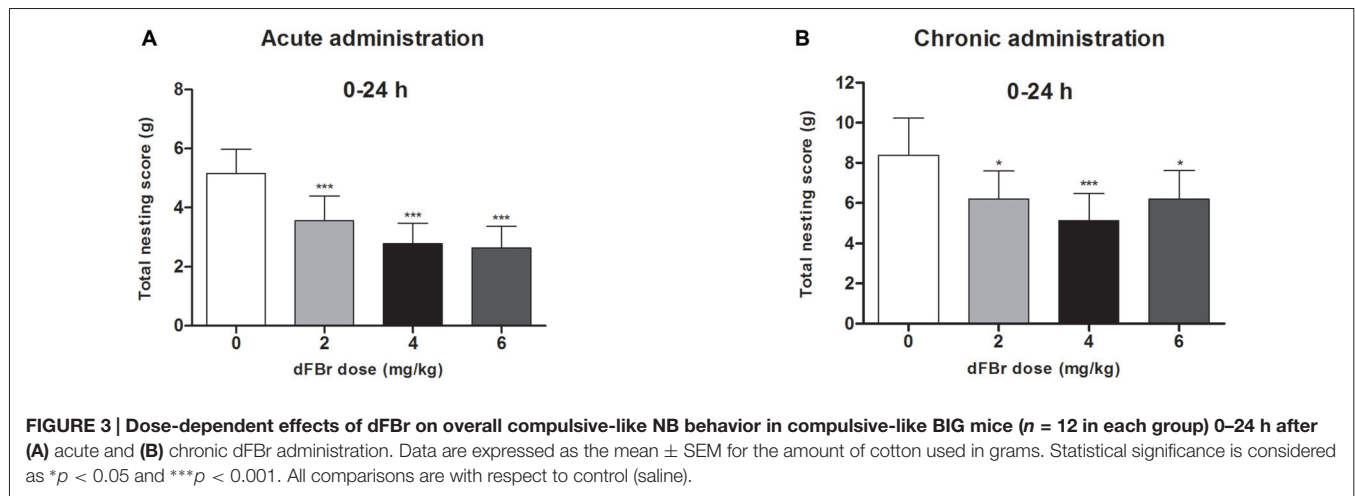 A Acute administration
0-24 h
Total nesting score (g)
8
6
4
2
0
***
***
***
0 2 4 6
dFBr dose (mg/kg)
B Chronic administration
0-24 h
Total nesting score (g)
12
10
8
6
4
2
0
*
***
*
0 2 4 6
dFBr dose (mg/kg)
FIGURE 3 | Dose-dependent effects of dFBr on overall compulsive-like NB behavior in compulsive-like BIG mice (n = 12 in each group) 0–24 h after
(A) acute and (B) chronic dFBr administration. Data are expressed as the mean ± SEM for the amount of cotton used in grams. Statistical significance is considered
as *p < 0.05 and ***p < 0.001. All comparisons are with respect to control (saline).